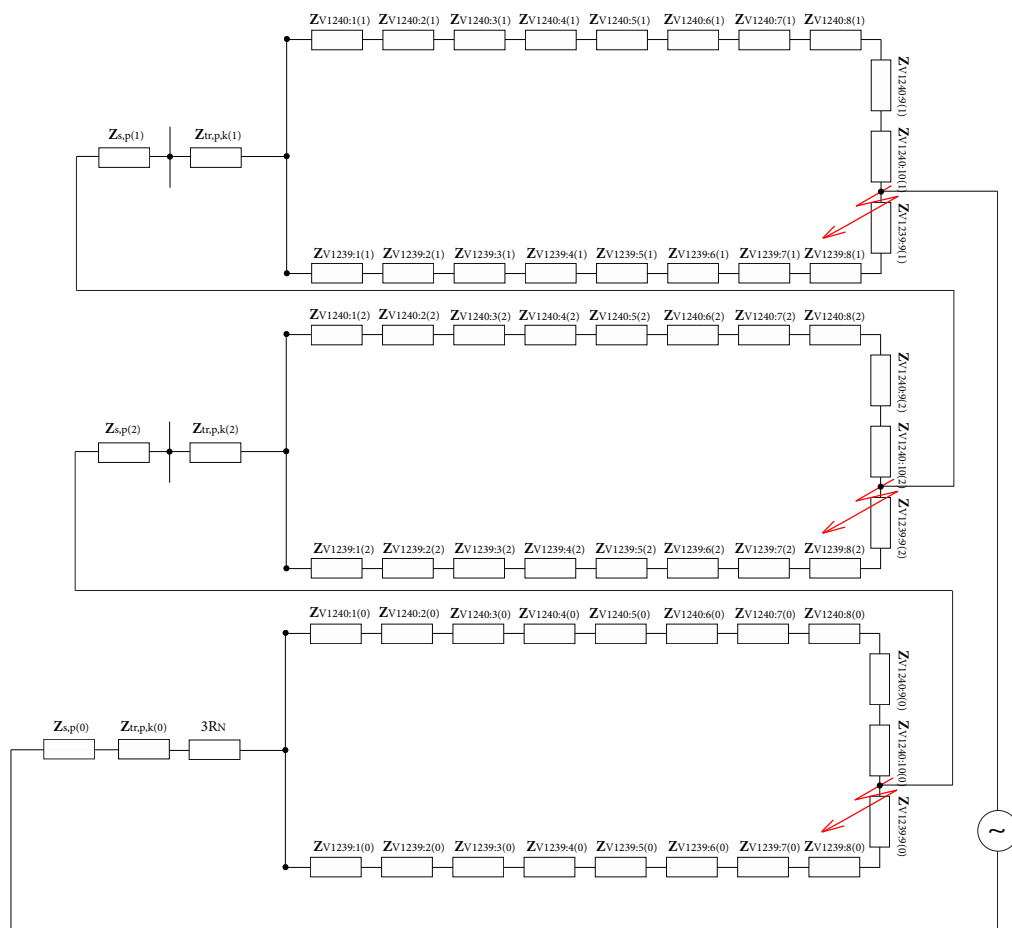 ZV1240:1(1) ZV1240:2(1) ZV1240:3(1) ZV1240:4(1) ZV1240:5(1) ZV1240:6(1) ZV1240:7(1) ZV1240:8(1)
ZV1240:9(1)
Zs,p(1) Ztr,p,k(1)
ZV1240:10(1)
ZV1239:9(1)
ZV1239:1(1) ZV1239:2(1) ZV1239:3(1) ZV1239:4(1) ZV1239:5(1) ZV1239:6(1) ZV1239:7(1) ZV1239:8(1)
ZV1240:1(2) ZV1240:2(2) ZV1240:3(2) ZV1240:4(2) ZV1240:5(2) ZV1240:6(2) ZV1240:7(2) ZV1240:8(2)
ZV1240:9(2)
Zs,p(2) Ztr,p,k(2)
ZV1240:10(2)
ZV1239:9(2)
ZV1239:1(2) ZV1239:2(2) ZV1239:3(2) ZV1239:4(2) ZV1239:5(2) ZV1239:6(2) ZV1239:7(2) ZV1239:8(2)
ZV1240:1(0) ZV1240:2(0) ZV1240:3(0) ZV1240:4(0) ZV1240:5(0) ZV1240:6(0) ZV1240:7(0) ZV1240:8(0)
ZV1240:9(0)
Zs,p(0) Ztr,p,k(0) 3RN
ZV1240:10(0)
ZV1239:9(0)
~
ZV1239:1(0) ZV1239:2(0) ZV1239:3(0) ZV1239:4(0) ZV1239:5(0) ZV1239:6(0) ZV1239:7(0) ZV1239:8(0)